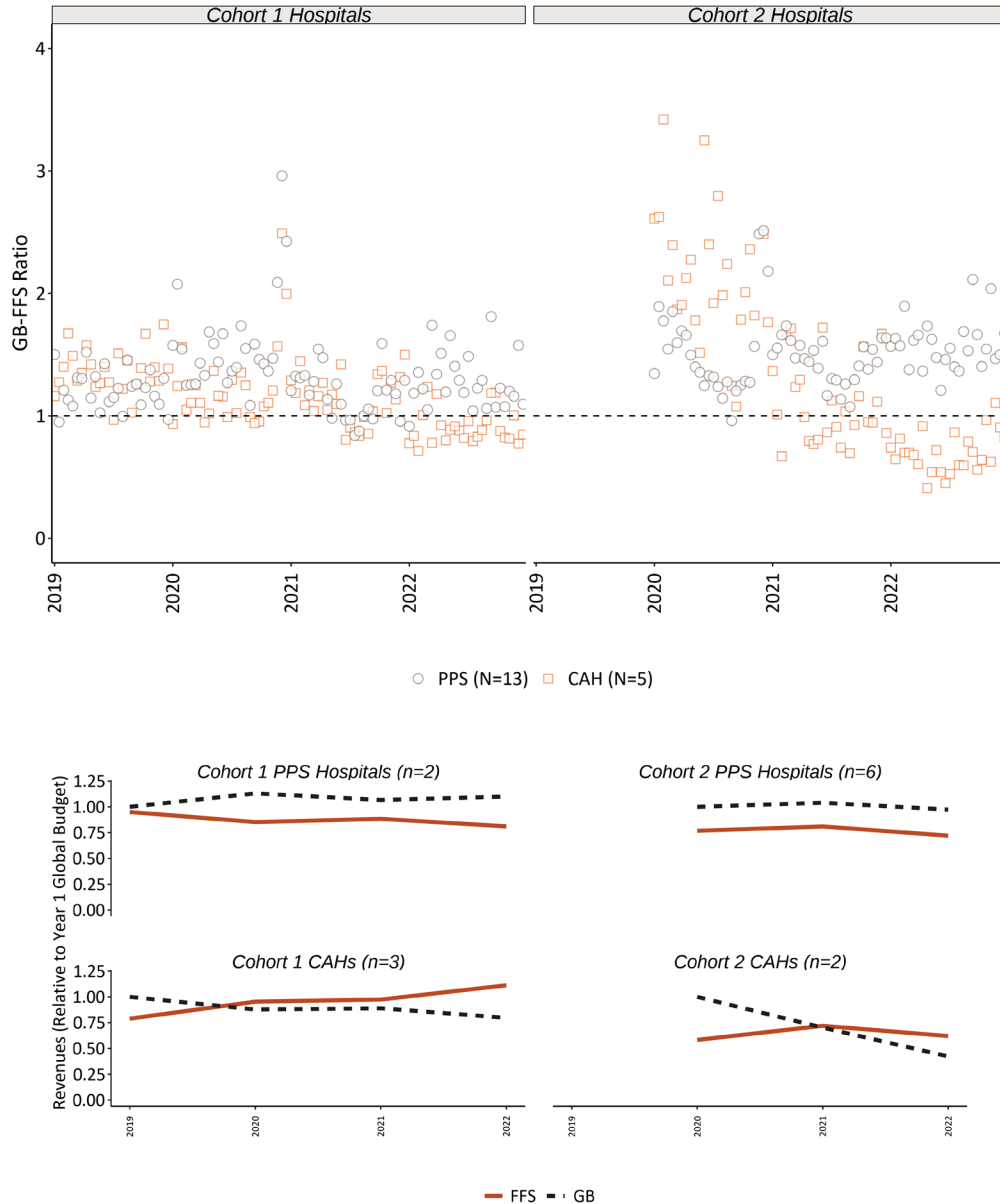 Cohort 1 Hospitals
Cohort 2 Hospitals
GB-FFS Ratio
4
3
2
1
0
2019
2020
2021
2022
2019
2020
2021
2022
PPS (N=13)
CAH (N=5)
Revenues (Relative to Year 1 Global Budget)
Cohort 1 PPS Hospitals (n=2)
Cohort 2 PPS Hospitals (n=6)
1.25
1.00
0.75
0.50
0.25
0.00
Cohort 1 CAHs (n=3)
Cohort 2 CAHs (n=2)
1.25
1.00
0.75
0.50
0.25
0.00
2019
2020
2021
2022
2019
2020
2021
2022
FFS
GB